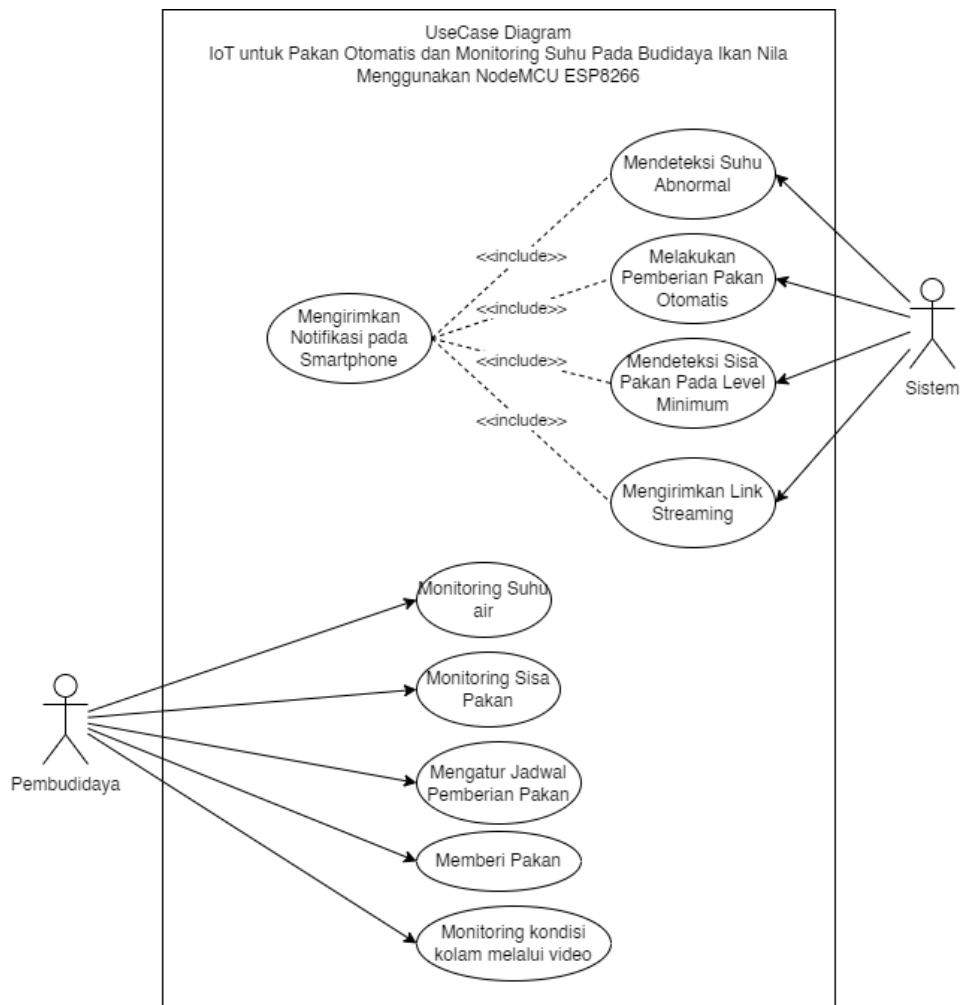 UseCase Diagram
IoT untuk Pakan Otomatis dan Monitoring Suhu Pada Budidaya Ikan Nila
Menggunakan NodeMCU ESP8266
Mendeteksi Suhu
Abnormal
<<include>>
Melakukan
Pemberian Pakan
Otomatis
<<include>>
Mengirimkan
Notifikasi pada
Smartphone
<<include>>
Mendeteksi Sisa
Pakan Pada Level
Minimum
Sistem
<<include>>
Mengirimkan Link
Streaming
Monitoring Suhu
air
Monitoring Sisa
Pakan
Pembudidaya
Mengatur Jadwal
Pemberian Pakan
Memberi Pakan
Monitoring kondisi
kolam melalui video